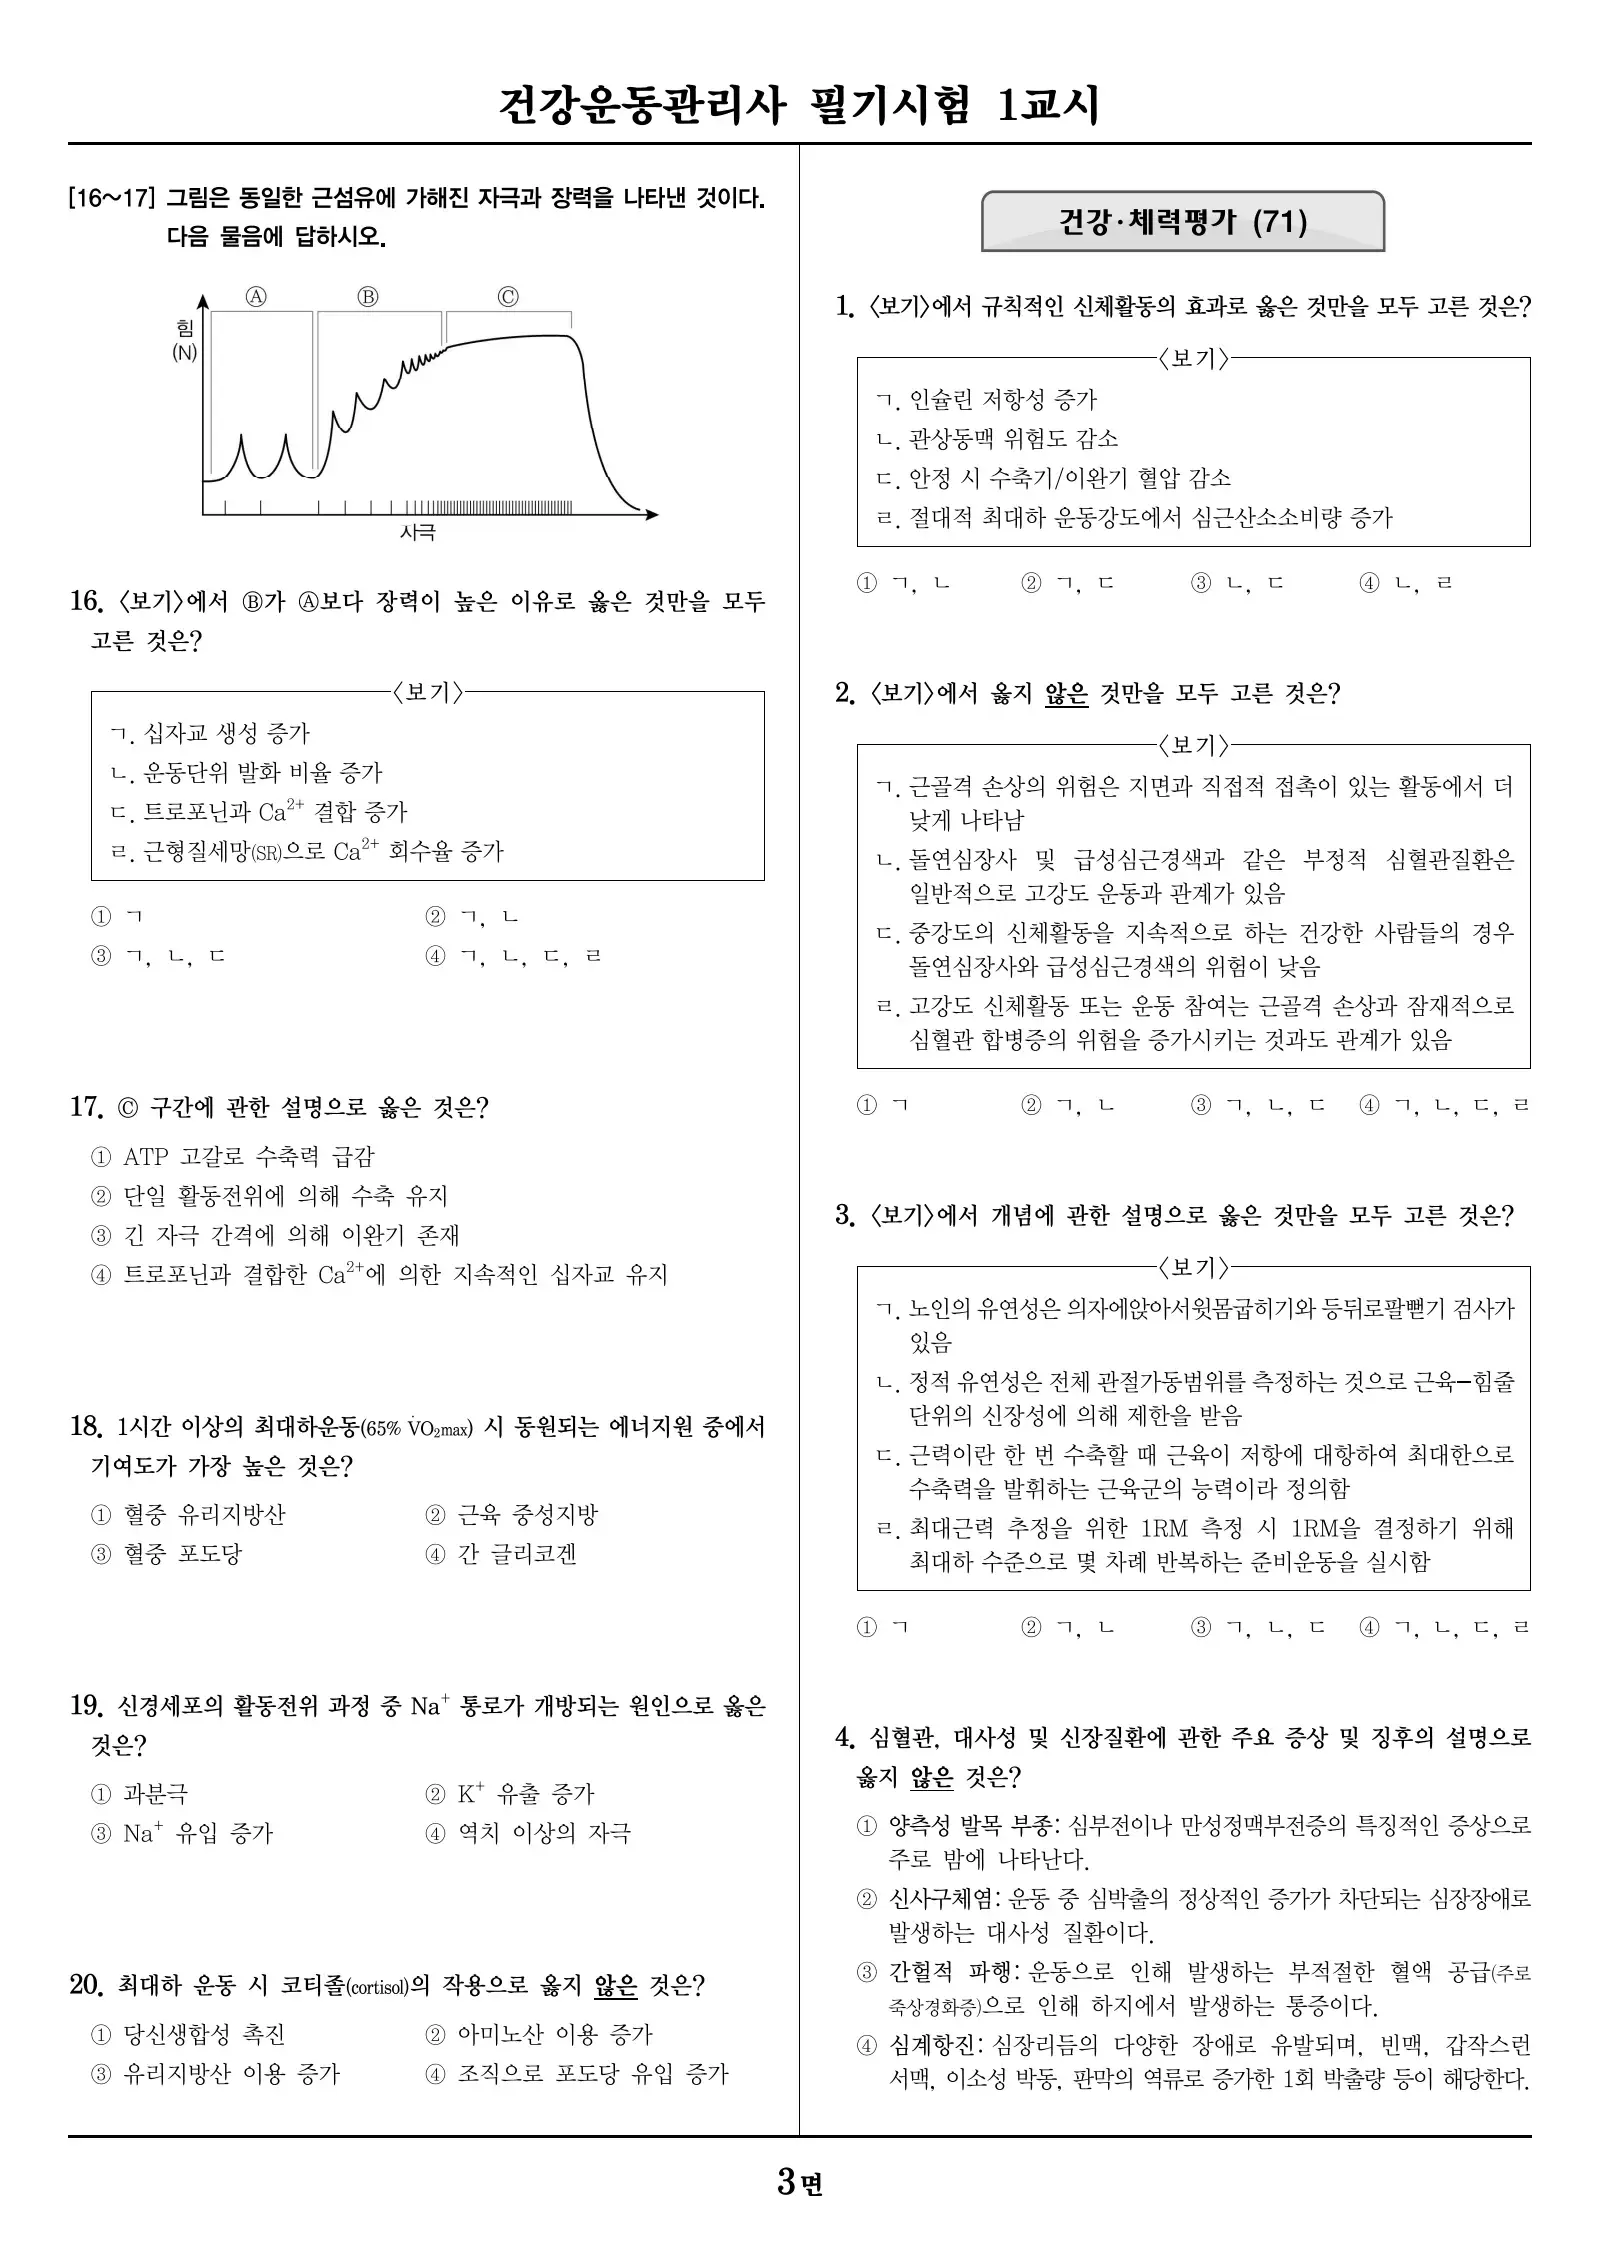 건강운동관리사 필기시험 1교시
[16～17] 그림은 동일한 근섬유에 가해진 자극과 장력을 나타낸 것이다.
다음 물음에 답하시오.
Ⓐ Ⓑ Ⓒ
힘
(N)
자극
16. 〈보기〉에서 Ⓑ가 Ⓐ보다 장력이 높은 이유로 옳은 것만을 모두
고른 것은?
〈보기〉
ㄱ. 십자교 생성 증가
ㄴ. 운동단위 발화 비율 증가
ㄷ. 트로포닌과 Ca²⁺ 결합 증가
ㄹ. 근형질세망(SR)으로 Ca²⁺ 회수율 증가
① ㄱ ② ㄱ, ㄴ
③ ㄱ, ㄴ, ㄷ ④ ㄱ, ㄴ, ㄷ, ㄹ
17. Ⓒ 구간에 관한 설명으로 옳은 것은?
① ATP 고갈로 수축력 급감
② 단일 활동전위에 의해 수축 유지
③ 긴 자극 간격에 의해 이완기 존재
④ 트로포닌과 결합한 Ca²⁺에 의한 지속적인 십자교 유지
18. 1시간 이상의 최대하운동(65% V̇O₂max) 시 동원되는 에너지원 중에서
기여도가 가장 높은 것은?
① 혈중 유리지방산 ② 근육 중성지방
③ 혈중 포도당 ④ 간 글리코겐
19. 신경세포의 활동전위 과정 중 Na⁺ 통로가 개방되는 원인으로 옳은
것은?
① 과분극 ② K⁺ 유출 증가
③ Na⁺ 유입 증가 ④ 역치 이상의 자극
20. 최대하 운동 시 코티졸(cortisol)의 작용으로 옳지 않은 것은?
① 당신생합성 촉진 ② 아미노산 이용 증가
③ 유리지방산 이용 증가 ④ 조직으로 포도당 유입 증가
건강·체력평가 (71)
1. 〈보기〉에서 규칙적인 신체활동의 효과로 옳은 것만을 모두 고른 것은?
〈보기〉
ㄱ. 인슐린 저항성 증가
ㄴ. 관상동맥 위험도 감소
ㄷ. 안정 시 수축기/이완기 혈압 감소
ㄹ. 절대적 최대하 운동강도에서 심근산소소비량 증가
① ㄱ, ㄴ ② ㄱ, ㄷ ③ ㄴ, ㄷ ④ ㄴ, ㄹ
2. 〈보기〉에서 옳지 않은 것만을 모두 고른 것은?
〈보기〉
ㄱ. 근골격 손상의 위험은 지면과 직접적 접촉이 있는 활동에서 더
낮게 나타남
ㄴ. 돌연심장사 및 급성심근경색과 같은 부정적 심혈관질환은
일반적으로 고강도 운동과 관계가 있음
ㄷ. 중강도의 신체활동을 지속적으로 하는 건강한 사람들의 경우
돌연심장사와 급성심근경색의 위험이 낮음
ㄹ. 고강도 신체활동 또는 운동 참여는 근골격 손상과 잠재적으로
심혈관 합병증의 위험을 증가시키는 것과도 관계가 있음
① ㄱ ② ㄱ, ㄴ ③ ㄱ, ㄴ, ㄷ ④ ㄱ, ㄴ, ㄷ, ㄹ
3. 〈보기〉에서 개념에 관한 설명으로 옳은 것만을 모두 고른 것은?
〈보기〉
ㄱ. 노인의 유연성은 의자에앉아서윗몸굽히기와 등뒤로팔뻗기 검사가
있음
ㄴ. 정적 유연성은 전체 관절가동범위를 측정하는 것으로 근육-힘줄
단위의 신장성에 의해 제한을 받음
ㄷ. 근력이란 한 번 수축할 때 근육이 저항에 대항하여 최대한으로
수축력을 발휘하는 근육군의 능력이라 정의함
ㄹ. 최대근력 추정을 위한 1RM 측정 시 1RM을 결정하기 위해
최대하 수준으로 몇 차례 반복하는 준비운동을 실시함
① ㄱ ② ㄱ, ㄴ ③ ㄱ, ㄴ, ㄷ ④ ㄱ, ㄴ, ㄷ, ㄹ
4. 심혈관, 대사성 및 신장질환에 관한 주요 증상 및 징후의 설명으로
옳지 않은 것은?
① 양측성 발목 부종: 심부전이나 만성정맥부전증의 특징적인 증상으로
주로 밤에 나타난다.
② 신사구체염: 운동 중 심박출의 정상적인 증가가 차단되는 심장장애로
발생하는 대사성 질환이다.
③ 간헐적 파행: 운동으로 인해 발생하는 부적절한 혈액 공급(주로
죽상경화증)으로 인해 하지에서 발생하는 통증이다.
④ 심계항진: 심장리듬의 다양한 장애로 유발되며, 빈맥, 갑작스런
서맥, 이소성 박동, 판막의 역류로 증가한 1회 박출량 등이 해당한다.
3면